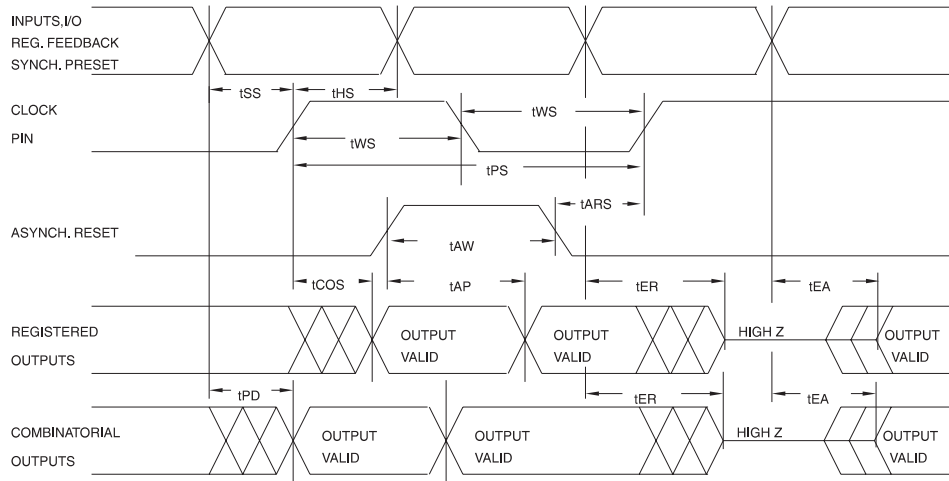 INPUTS,I/O
REG. FEEDBACK
SYNCH. PRESET
tSS
tHS
CLOCK
PIN
tWS
tWS
tPS
tARS
ASYNCH. RESET
tAW
tCOS
tAP
tER
tEA
REGISTERED
OUTPUTS
OUTPUT
VALID
OUTPUT
VALID
HIGH Z
OUTPUT
VALID
tPD
tER
tEA
COMBINATORIAL
OUTPUTS
OUTPUT
VALID
OUTPUT
VALID
HIGH Z
OUTPUT
VALID